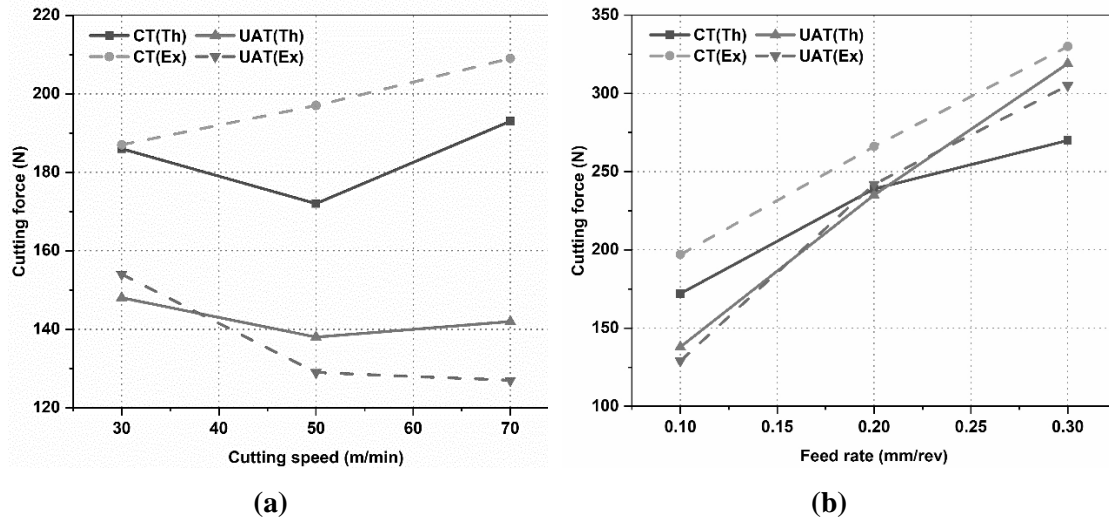 220
200
180
160
140
120
Cutting force (N)
CT(Th) UAT(Th)
CT(Ex) UAT(Ex)
30 40 50 60 70
Cutting speed (m/min)
(a)
350
300
250
200
150
100
Cutting force (N)
CT(Th) UAT(Th)
CT(Ex) UAT(Ex)
0.10 0.15 0.20 0.25 0.30
Feed rate (mm/rev)
(b)